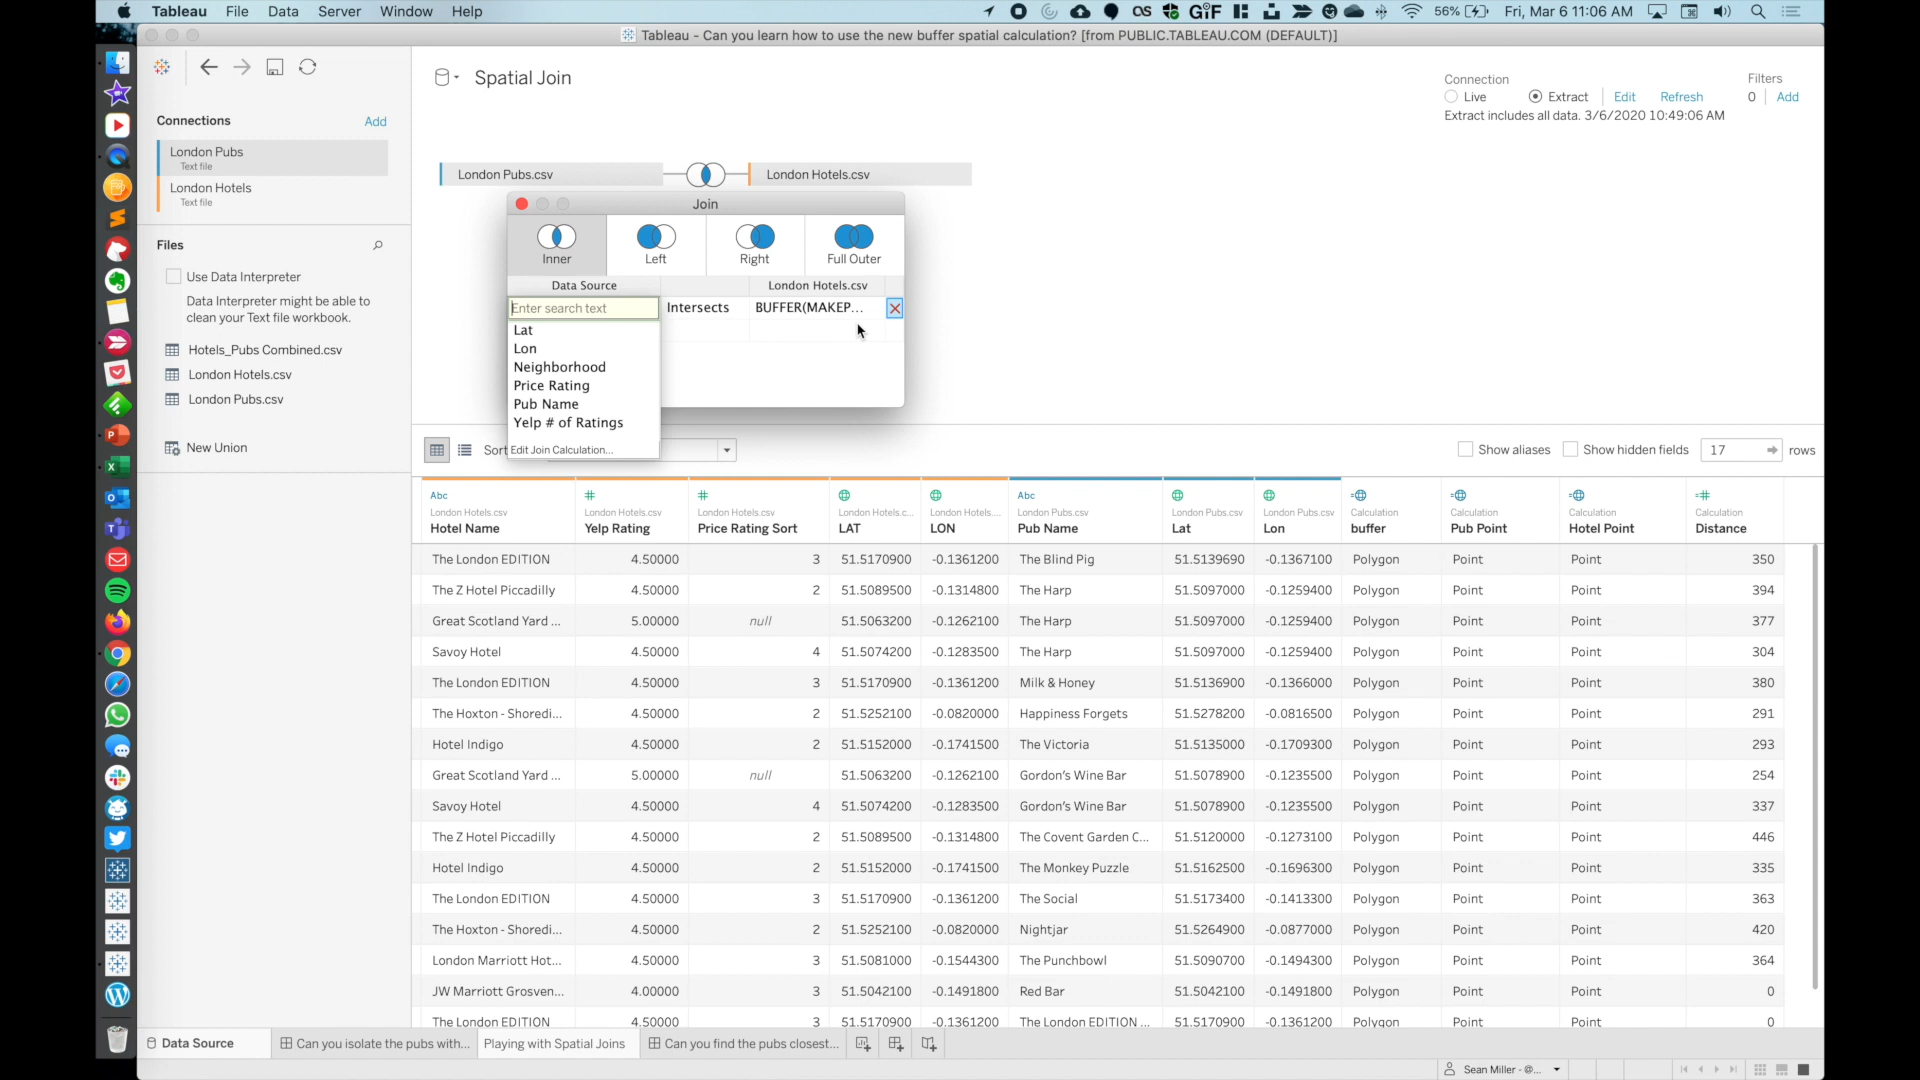 Tableau File Data Server Window Help 56% Fri, Mar 6 11:06 AM
Tableau - Can you learn how to use the new buffer spatial calculation? [from PUBLIC.TABLEAU.COM (DEFAULT)]
Spatial Join
Connection
Live Extract Edit Refresh
Extract includes all data. 3/6/2020 10:49:06 AM
Filters
0 Add
Connections Add
London Pubs
Text file
London Hotels
Text file
Files
Use Data Interpreter
Data Interpreter might be able to
clean your Text file workbook.
Hotels_Pubs Combined.csv
London Hotels.csv
London Pubs.csv
New Union
London Pubs.csv London Hotels.csv
Join
Inner Left Right Full Outer
Data Source London Hotels.csv
Enter search text Intersects BUFFER(MAKEP...
Lat
Lon
Neighborhood
Price Rating
Pub Name
Yelp # of Ratings
Edit Join Calculation...
Sort
Show aliases Show hidden fields 17 rows
Abc # # Abc =#
London Hotels.csv London Hotels.csv London Hotels.csv London Hotels.c... London Hotels.... London Pubs.csv London Pubs.csv London Pubs.csv Calculation Calculation Calculation Calculation
Hotel Name Yelp Rating Price Rating Sort LAT LON Pub Name Lat Lon buffer Pub Point Hotel Point Distance
The London EDITION 4.50000 3 51.5170900 -0.1361200 The Blind Pig 51.5139690 -0.1367100 Polygon Point Point 350
The Z Hotel Piccadilly 4.50000 2 51.5089500 -0.1314800 The Harp 51.5097000 -0.1259400 Polygon Point Point 394
Great Scotland Yard ... 5.00000 null 51.5063200 -0.1262100 The Harp 51.5097000 -0.1259400 Polygon Point Point 377
Savoy Hotel 4.50000 4 51.5074200 -0.1283500 The Harp 51.5097000 -0.1259400 Polygon Point Point 304
The London EDITION 4.50000 3 51.5170900 -0.1361200 Milk & Honey 51.5136900 -0.1366000 Polygon Point Point 380
The Hoxton - Shoredi... 4.50000 2 51.5252100 -0.0820000 Happiness Forgets 51.5278200 -0.0816500 Polygon Point Point 291
Hotel Indigo 4.50000 2 51.5152000 -0.1741500 The Victoria 51.5135000 -0.1709300 Polygon Point Point 293
Great Scotland Yard ... 5.00000 null 51.5063200 -0.1262100 Gordon's Wine Bar 51.5078900 -0.1235500 Polygon Point Point 254
Savoy Hotel 4.50000 4 51.5074200 -0.1283500 Gordon's Wine Bar 51.5078900 -0.1235500 Polygon Point Point 337
The Z Hotel Piccadilly 4.50000 2 51.5089500 -0.1314800 The Covent Garden C... 51.5120000 -0.1273100 Polygon Point Point 446
Hotel Indigo 4.50000 2 51.5152000 -0.1741500 The Monkey Puzzle 51.5162500 -0.1696300 Polygon Point Point 335
The London EDITION 4.50000 3 51.5170900 -0.1361200 The Social 51.5173400 -0.1413300 Polygon Point Point 363
The Hoxton - Shoredi... 4.50000 2 51.5252100 -0.0820000 Nightjar 51.5264900 -0.0877000 Polygon Point Point 420
London Marriott Hot... 4.50000 3 51.5081000 -0.1544300 The Punchbowl 51.5090700 -0.1494300 Polygon Point Point 364
JW Marriott Grosven... 4.00000 3 51.5042100 -0.1491800 Red Bar 51.5042100 -0.1491800 Polygon Point Point 0
The London EDITION 4.50000 3 51.5170900 -0.1361200 The London EDITION ... 51.5170900 -0.1361200 Polygon Point Point 0
Data Source Can you isolate the pubs with... Playing with Spatial Joins Can you find the pubs closest...
Sean Miller - @...